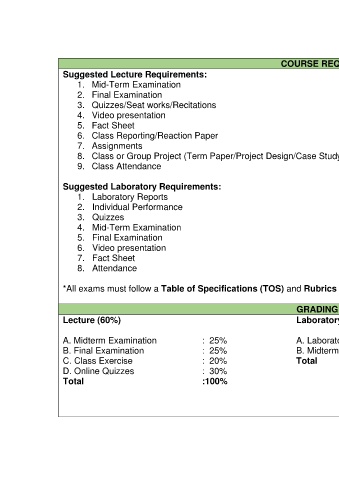 COURSE REQ
Suggested Lecture Requirements:
1. Mid-Term Examination
2. Final Examination
3. Quizzes/Seat works/Recitations
4. Video presentation
5. Fact Sheet
6. Class Reporting/Reaction Paper
7. Assignments
8. Class or Group Project (Term Paper/Project Design/Case Study
9. Class Attendance
Suggested Laboratory Requirements:
1. Laboratory Reports
2. Individual Performance
3. Quizzes
4. Mid-Term Examination
5. Final Examination
6. Video presentation
7. Fact Sheet
8. Attendance
*All exams must follow a Table of Specifications (TOS) and Rubrics
GRADING
Lecture (60%) Laboratory
A. Midterm Examination : 25% A. Laborato
B. Final Examination : 25% B. Midterm
C. Class Exercise : 20% Total
D. Online Quizzes : 30%
Total :100%